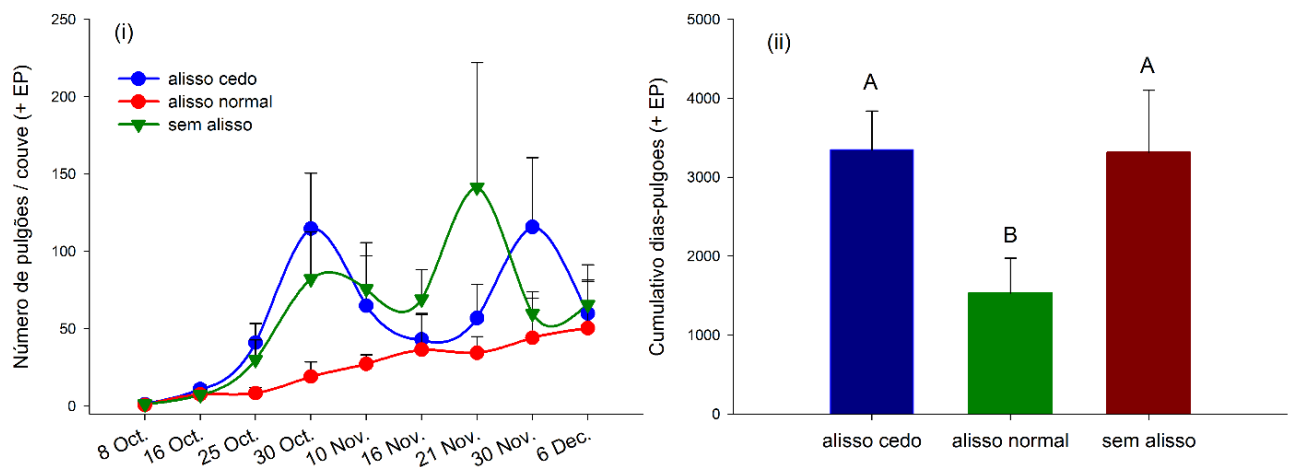 (i)
Número de pulgões / couve (+ EP)
250
200
150
100
50
0
alisso cedo
alisso normal
sem alisso
8 Oct.
16 Oct.
25 Oct.
30 Oct.
10 Nov.
16 Nov.
21 Nov.
30 Nov.
6 Dec.
(ii)
Cumulativo dias-pulgoes (+ EP)
5000
4000
3000
2000
1000
0
A
B
A
alisso cedo
alisso normal
sem alisso